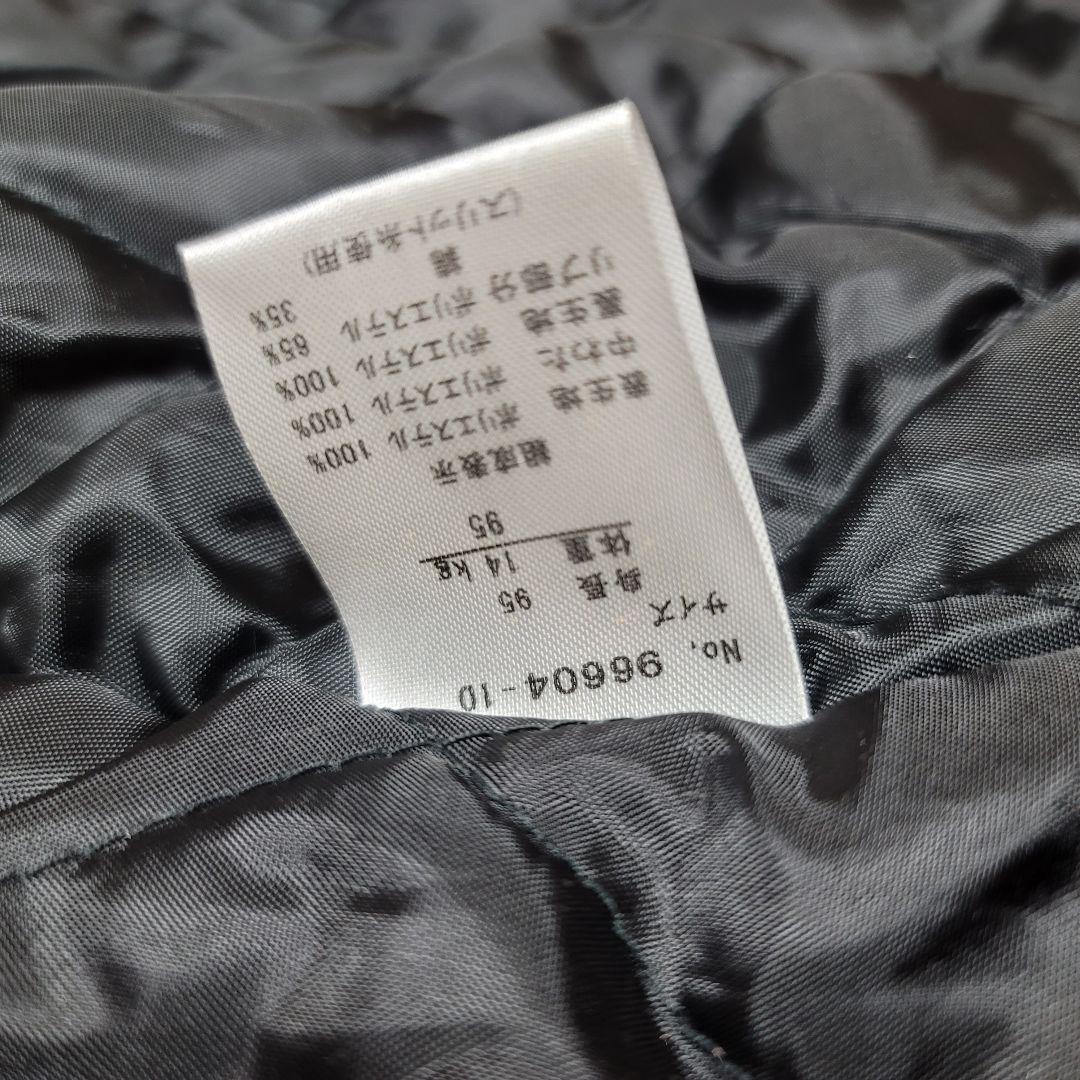 No. 96604-10
サイズ
身長 95
体重 14kg
95
組成表示
表生地 ポリエステル 100%
中わた ポリエステル 100%
裏生地 ポリエステル 100%
リブ部分 ポリエステル 65%
綿 35%
(スリット糸使用)